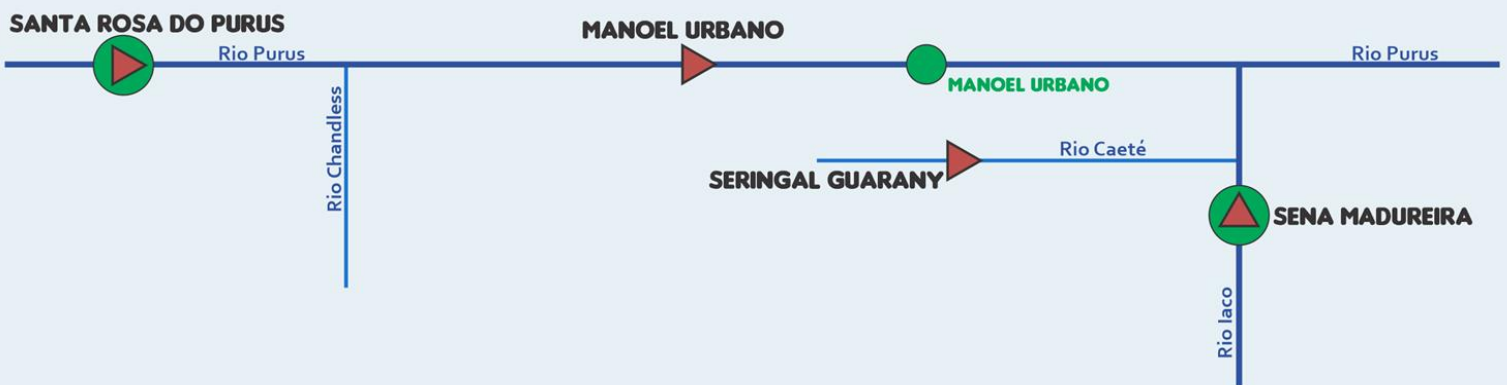 SANTA ROSA DO PURUS
MANOEL URBANO
Rio Purus
Rio Purus
MANOEL URBANO
Rio Chandless
Rio Caeté
SERINGAL GUARANY
SENA MADUREIRA
Rio Iaco